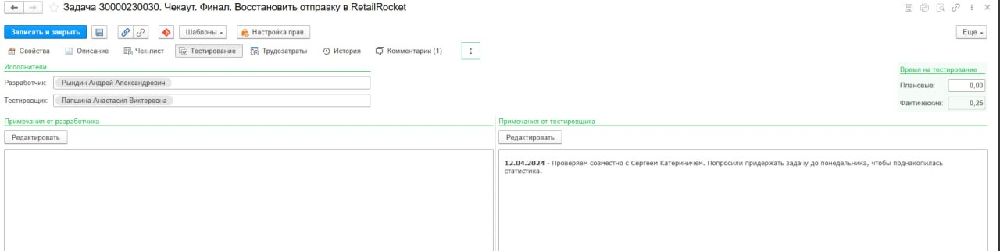 Задача 30000230030. Чекаут. Финал. Восстановить отправку в RetailRocket
Записать и закрыть
Шаблоны
Настройка прав
Еще
Свойства
Описание
Чек-лист
Тестирование
Трудозатраты
История
Комментарии (1)
Исполнители
Время на тестирование
Разработчик: Рындин Андрей Александрович
Плановые: 0,00
Тестировщик: Лапшина Анастасия Викторовна
Фактические: 0,25
Примечания от разработчика
Примечания от тестировщика
Редактировать
Редактировать
12.04.2024 - Проверяем совместно с Сергеем Катериничем. Попросили придержать задачу до понедельника, чтобы поднакопилась
статистика.